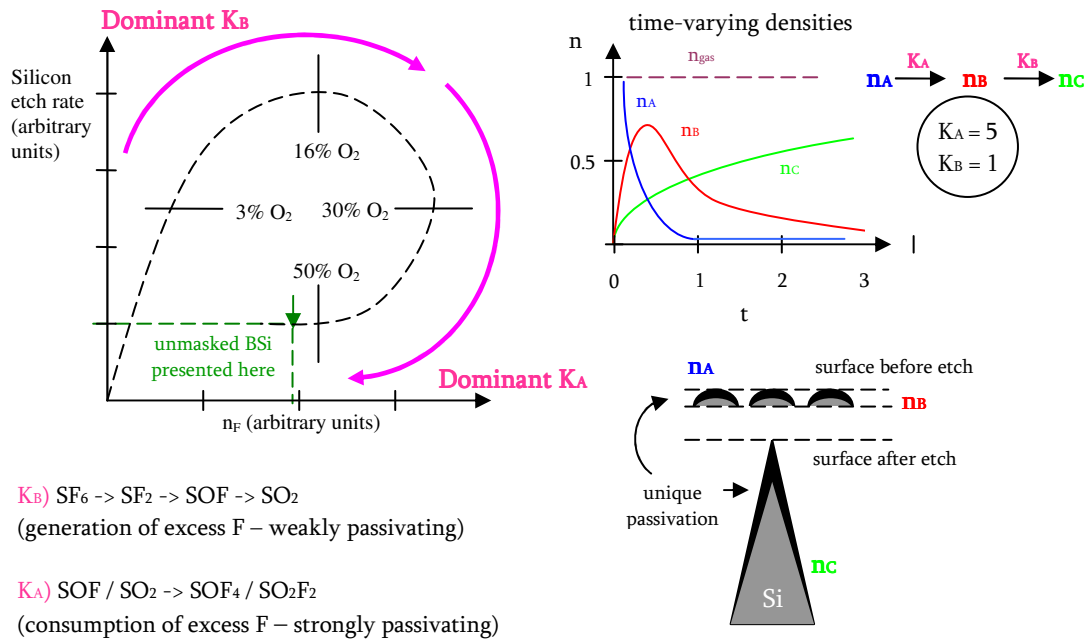 Dominant KB
Silicon
etch rate
(arbitrary
units)
16% O2
3% O2
30% O2
50% O2
unmasked BSi
presented here
Dominant KA
nF (arbitrary units)
time-varying densities
n
ngas
1
nA
nB
0.5
nC
0
1
2
3
t
KA
KB
nA
nB
nC
KA = 5
KB = 1
nA
surface before etch
nB
surface after etch
unique
passivation
nC
Si
KB) SF6 -> SF2 -> SOF -> SO2
(generation of excess F – weakly passivating)
KA) SOF / SO2 -> SOF4 / SO2F2
(consumption of excess F – strongly passivating)